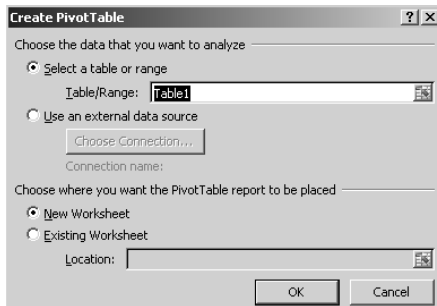 Create PivotTable
Choose the data that you want to analyze
Select a table or range
Table/Range: Table1
Use an external data source
Choose Connection...
Connection name:
Choose where you want the PivotTable report to be placed
New Worksheet
Existing Worksheet
Location:
OK Cancel